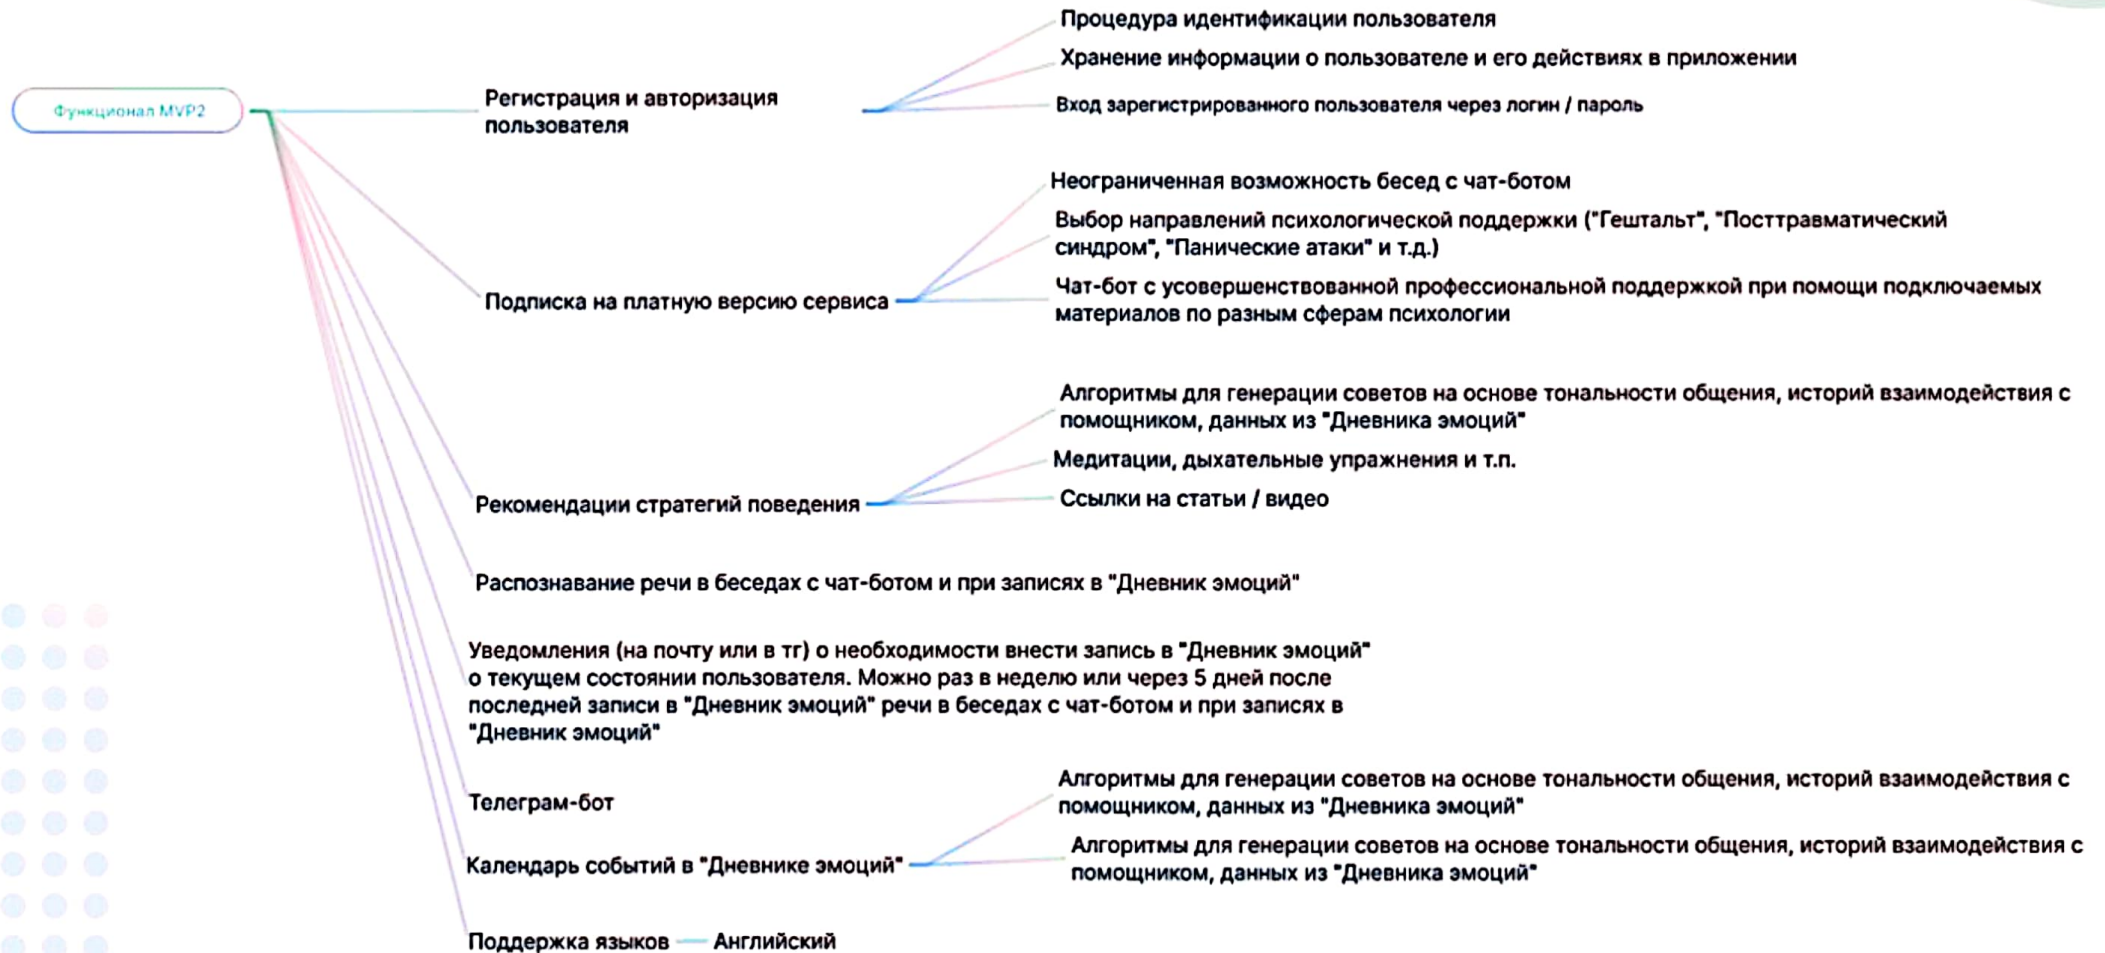 Функционал MVP2
Регистрация и авторизация
пользователя
Процедура идентификации пользователя
Хранение информации о пользователе и его действиях в приложении
Вход зарегистрированного пользователя через логин / пароль
Подписка на платную версию сервиса
Неограниченная возможность бесед с чат-ботом
Выбор направлений психологической поддержки ("Гештальт", "Посттравматический
синдром", "Панические атаки" и т.д.)
Чат-бот с усовершенствованной профессиональной поддержкой при помощи подключаемых
материалов по разным сферам психологии
Рекомендации стратегий поведения
Алгоритмы для генерации советов на основе тональности общения, историй взаимодействия с
помощником, данных из "Дневника эмоций"
Медитации, дыхательные упражнения и т.п.
Ссылки на статьи / видео
Распознавание речи в беседах с чат-ботом и при записях в "Дневник эмоций"
Уведомления (на почту или в тг) о необходимости внести запись в "Дневник эмоций"
о текущем состоянии пользователя. Можно раз в неделю или через 5 дней после
последней записи в "Дневник эмоций" речи в беседах с чат-ботом и при записях в
"Дневник эмоций"
Телеграм-бот
Календарь событий в "Дневнике эмоций"
Алгоритмы для генерации советов на основе тональности общения, историй взаимодействия с
помощником, данных из "Дневника эмоций"
Алгоритмы для генерации советов на основе тональности общения, историй взаимодействия с
помощником, данных из "Дневника эмоций"
Поддержка языков
Английский